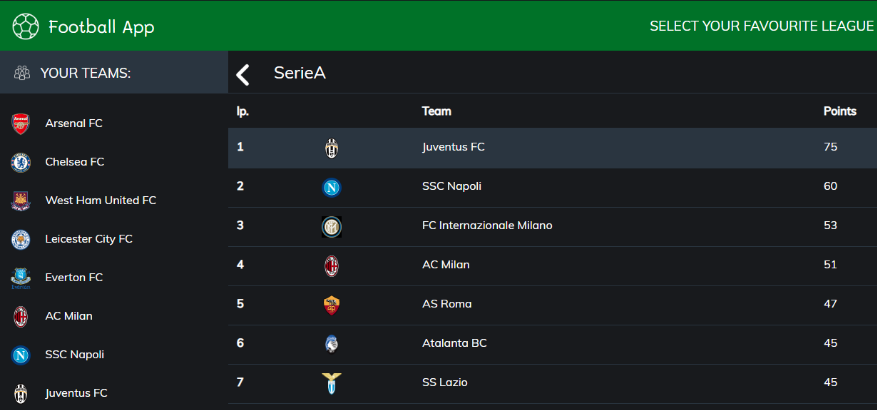 Football App
SELECT YOUR FAVOURITE LEAGUE
YOUR TEAMS:
Arsenal FC
Chelsea FC
West Ham United FC
Leicester City FC
Everton FC
AC Milan
SSC Napoli
Juventus FC
SerieA
lp. Team Points
1 Juventus FC 75
2 SSC Napoli 60
3 FC Internazionale Milano 53
4 AC Milan 51
5 AS Roma 47
6 Atalanta BC 45
7 SS Lazio 45